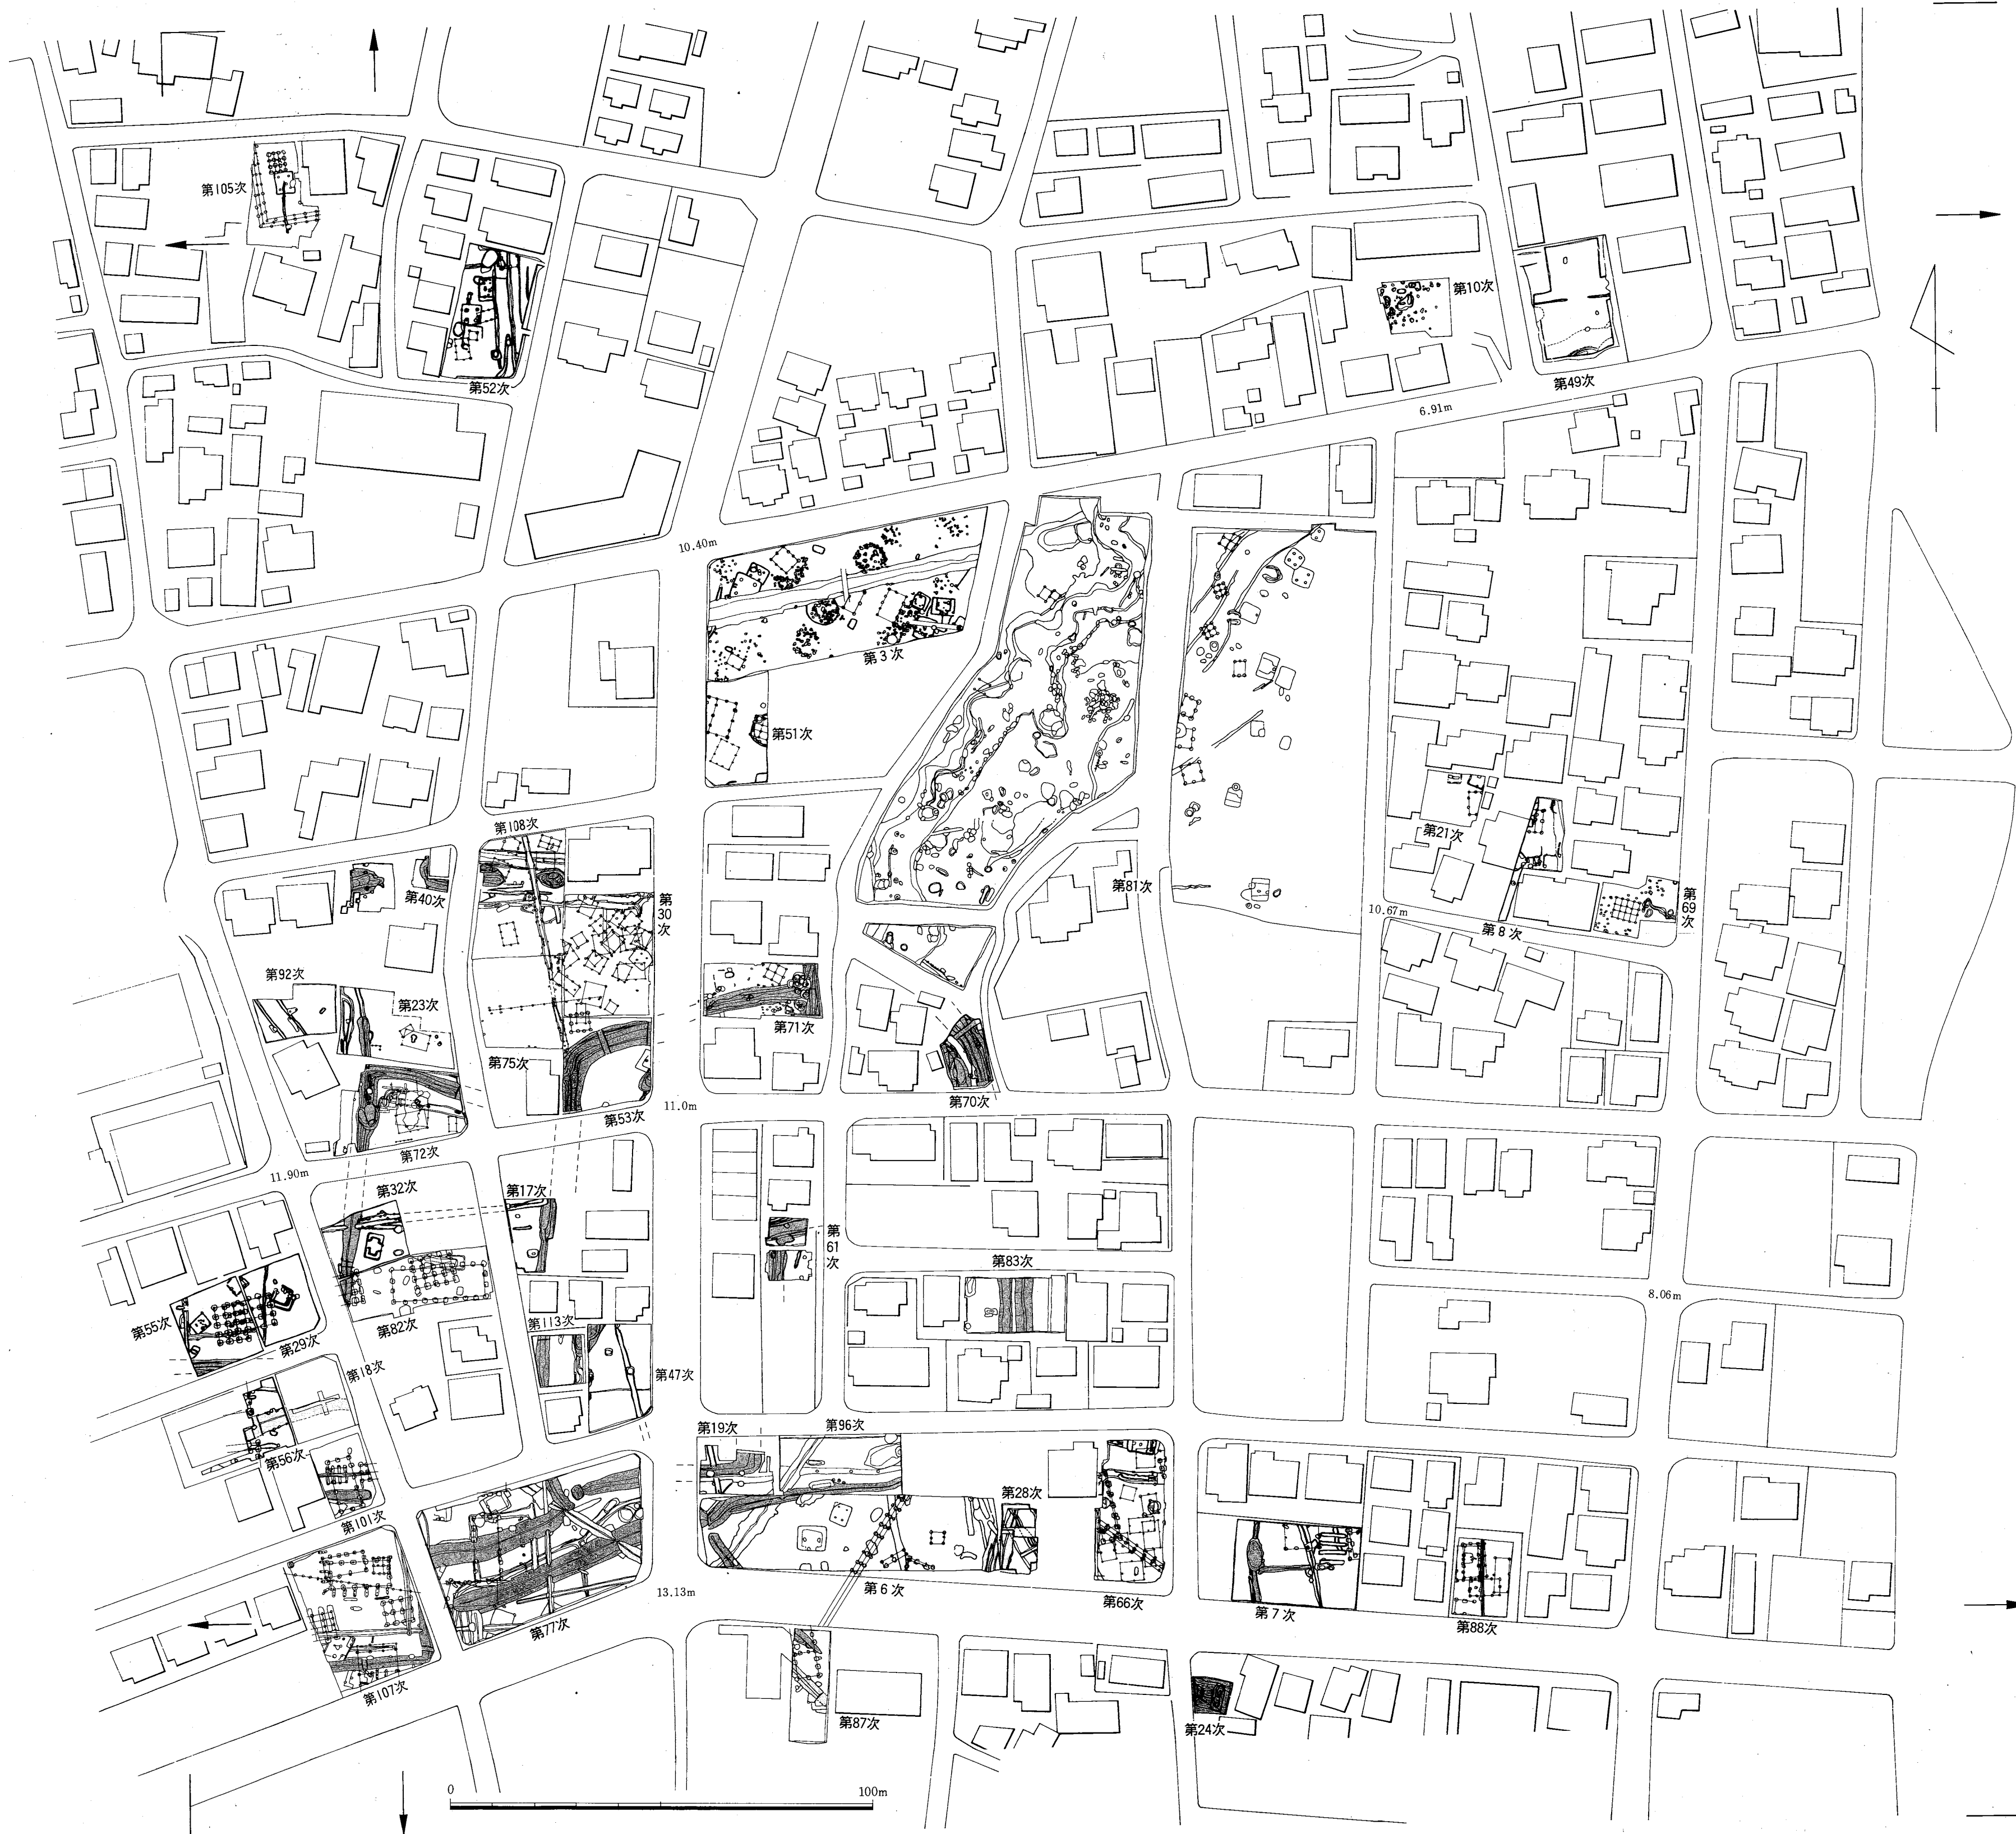 第105次
第10次
第52次
第49次
6.91m
10.40m
第3次
第51次
第108次
第21次
第40次
第30次
第81次
第69次
10.67m
第8次
第92次
第23次
第71次
第75次
第70次
11.0m
第53次
第72次
11.90m
第32次
第17次
第61次
第83次
8.06m
第55次
第82次
第113次
第29次
第18次
第47次
第19次
第96次
第56次
第28次
第101次
第6次
13.13m
第66次
第7次
第88次
第77次
第107次
第87次
第24次
0
100m